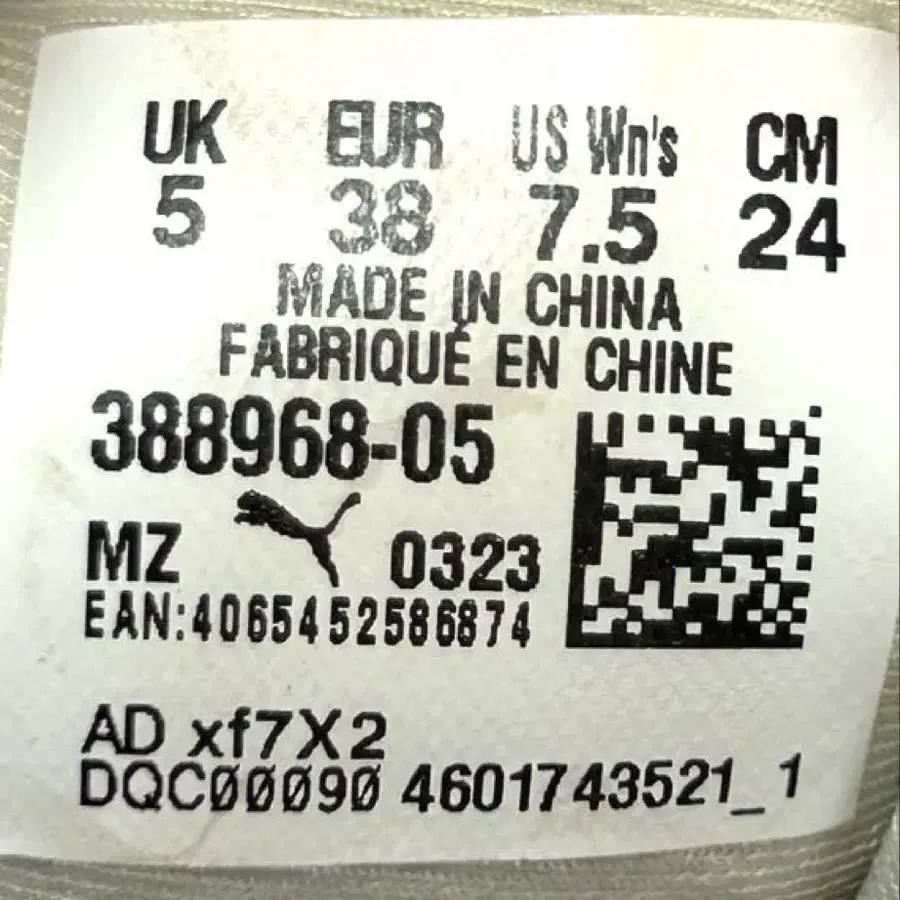 UK EUR US Wn's CM
5 38 7.5 24
MADE IN CHINA
FABRIQUÉ EN CHINE
388968-05
MZ 0323
EAN:4065452586874
AD xf7X2
DQC00090 4601743521_1